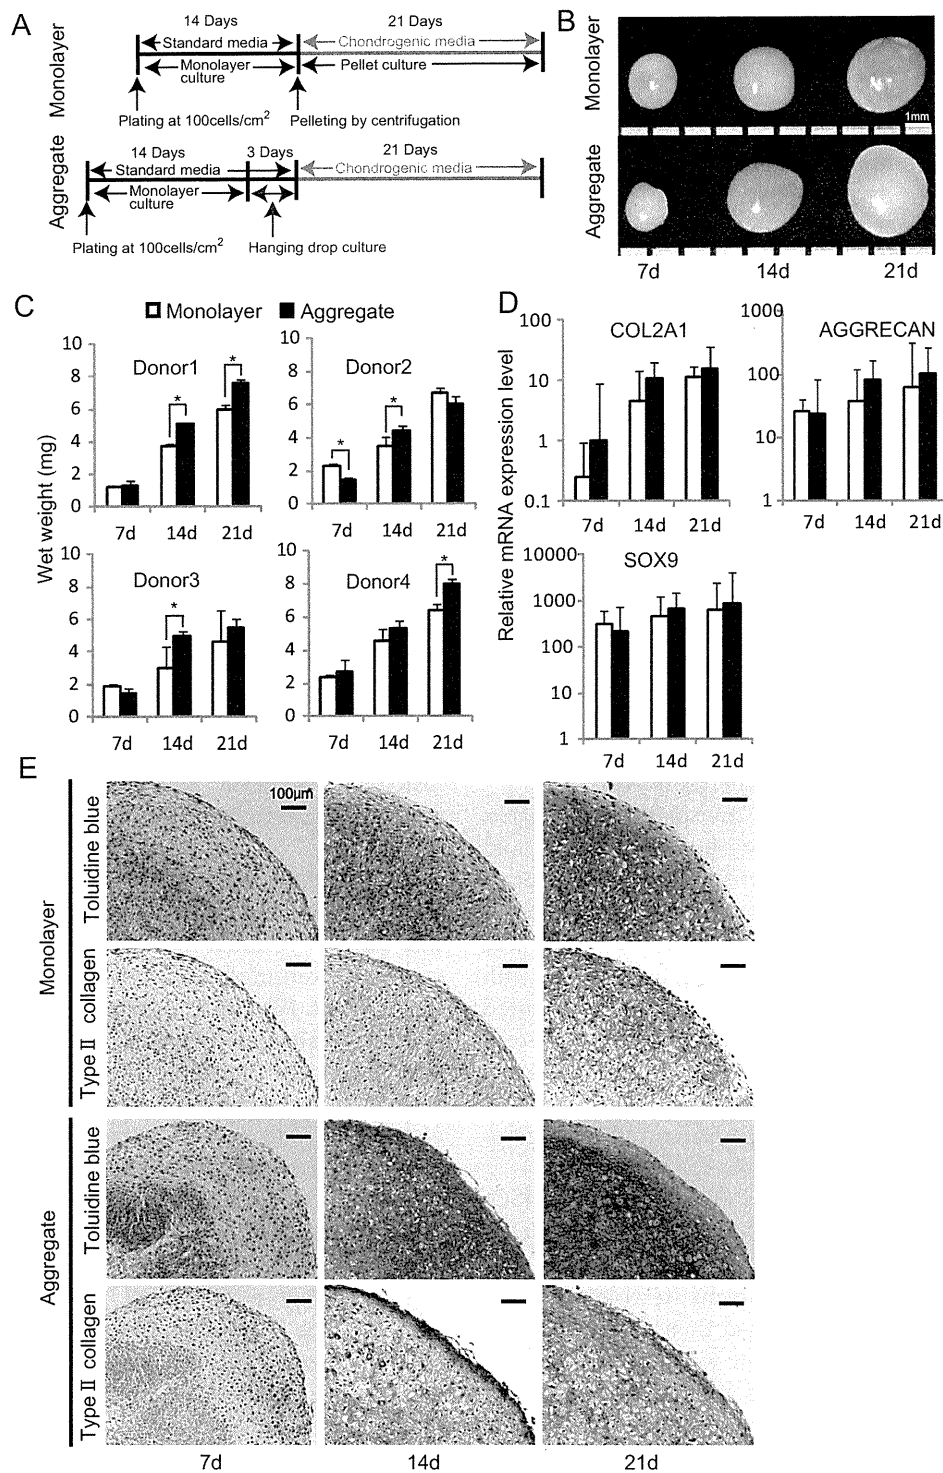 A
Monolayer
14 Days
21 Days
Standard media
Chondrogenic media
Monolayer
culture
Pellet culture
Plating at 100cells/cm2
Pelleting by centrifugation
Aggregate
14 Days
3 Days
21 Days
Standard media
Chondrogenic media
Monolayer
culture
Plating at 100cells/cm2
Hanging drop culture
B
Monolayer
1mm
Aggregate
7d
14d
21d
C
Monolayer
Aggregate
Wet weight (mg)
Donor1
10
8
6
4
2
0
*
*
7d
14d
21d
Donor2
10
8
6
4
2
0
*
*
7d
14d
21d
Donor3
10
8
6
4
2
0
*
7d
14d
21d
Donor4
10
8
6
4
2
0
*
7d
14d
21d
D
Relative mRNA expression level
COL2A1
100
10
1
0.1
7d
14d
21d
AGGRECAN
1000
100
10
1
7d
14d
21d
SOX9
10000
1000
100
10
1
7d
14d
21d
E
Monolayer
Toluidine blue
100μm
Type II collagen
Aggregate
Toluidine blue
Type II collagen
7d
14d
21d